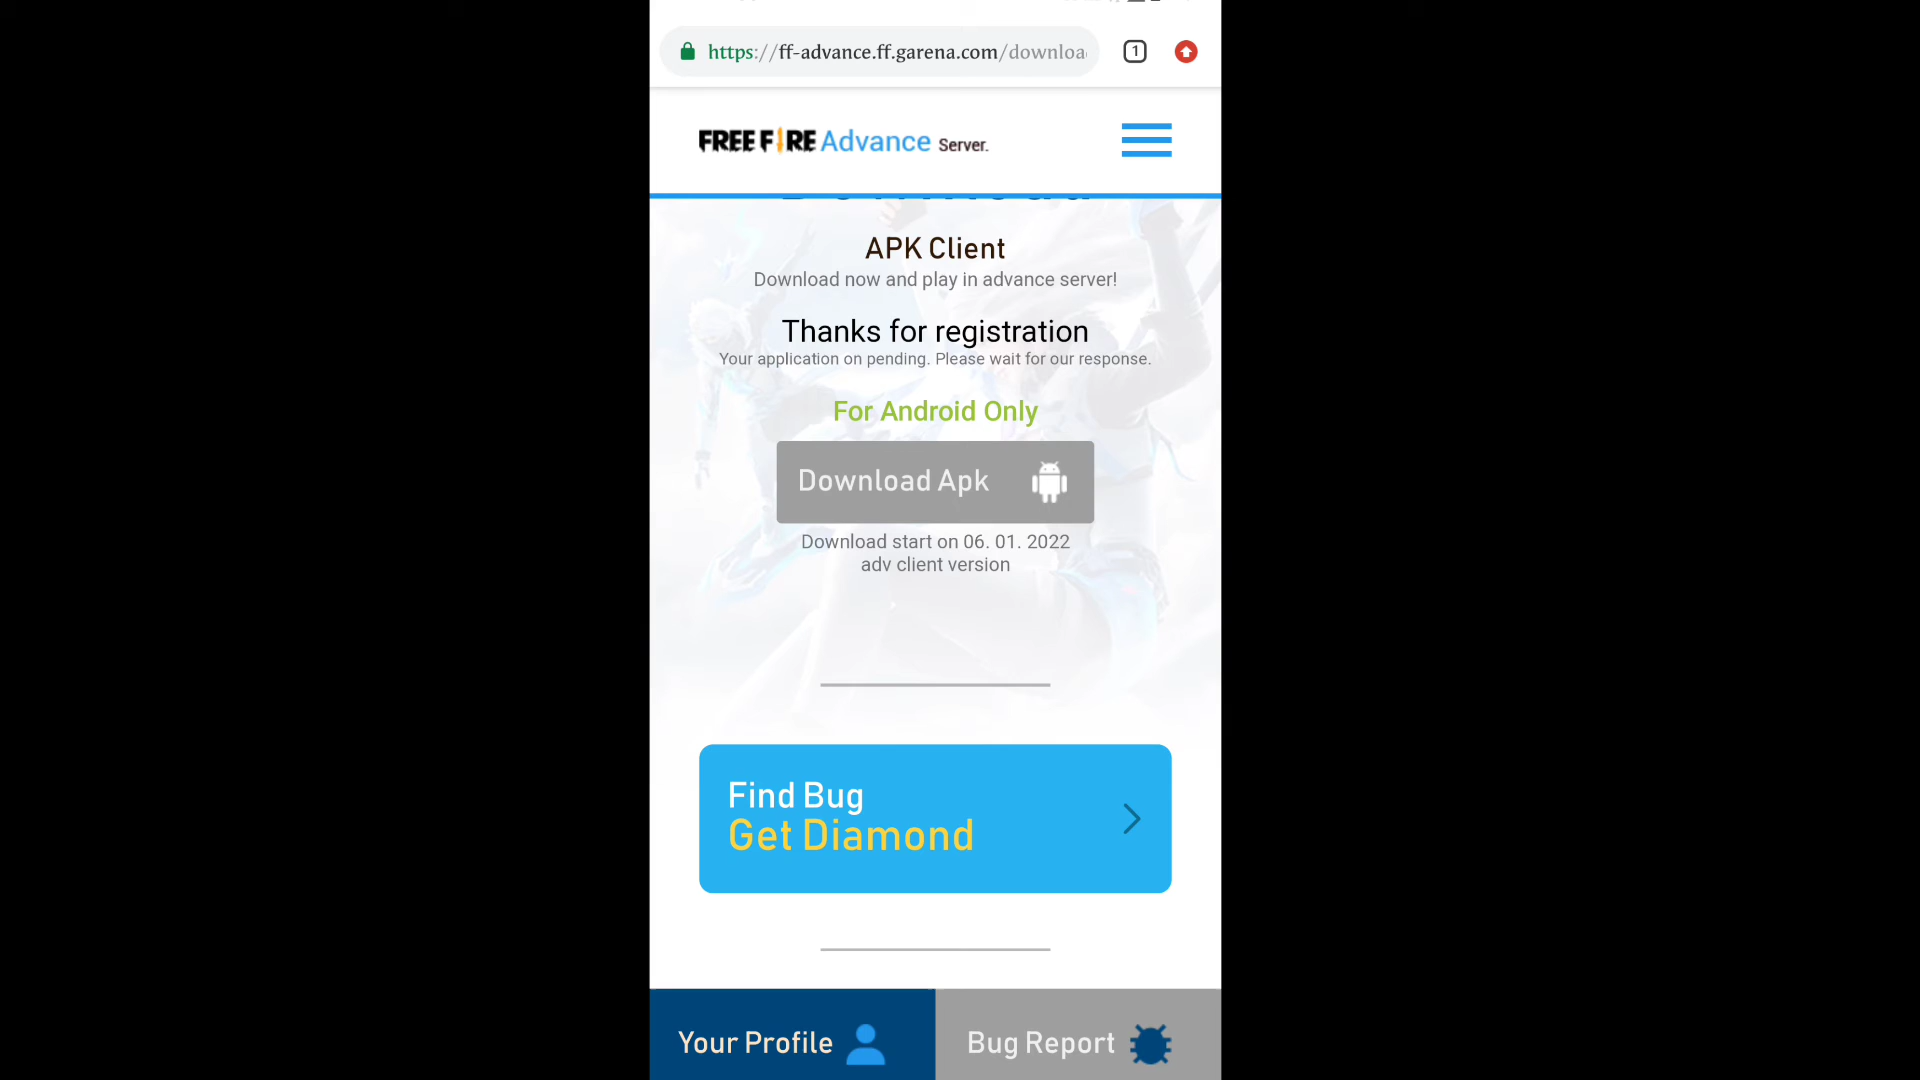 https://ff-advance.ff.garena.com/downloa
1
FREE FIRE Advance Server.
Download
APK Client
Download now and play in advance server!
Thanks for registration
Your application on pending. Please wait for our response.
For Android Only
Download Apk
Download start on 06. 01. 2022
adv client version
Find Bug
Get Diamond
Your Profile
Bug Report